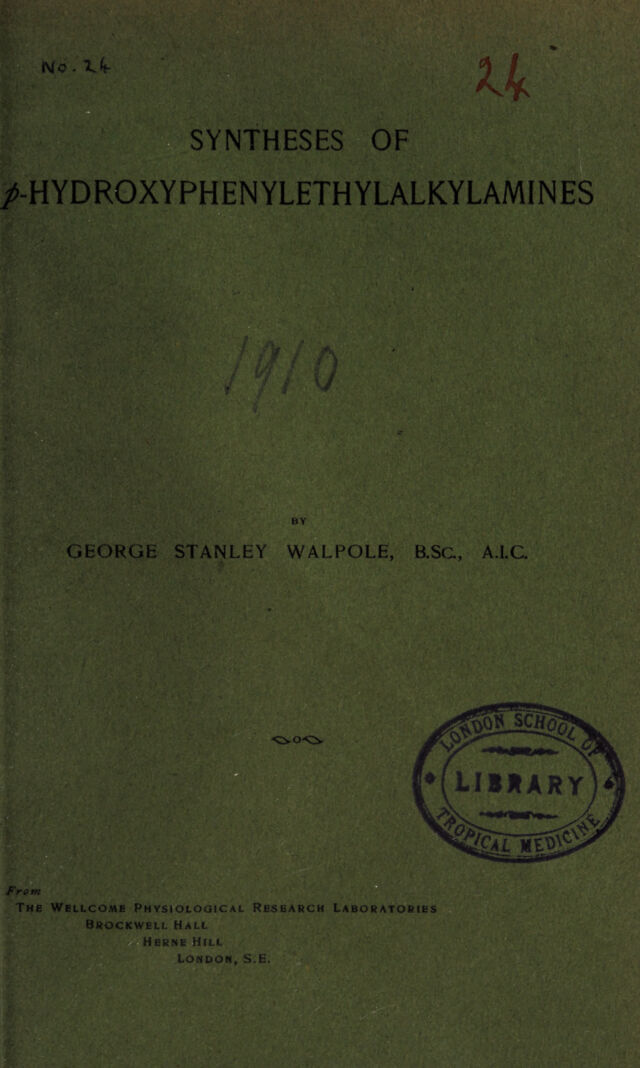 No. 24
24
SYNTHESES OF
p-HYDROXYPHENYLETHYLALKYLAMINES
1910
BY
GEORGE STANLEY WALPOLE, B.Sc., A.I.C.
LONDON SCHOOL OF
LIBRARY
TROPICAL MEDICINE
From
THE WELLCOME PHYSIOLOGICAL RESEARCH LABORATORIES
BROCKWELL HALL
HERNE HILL
LONDON, S.E.